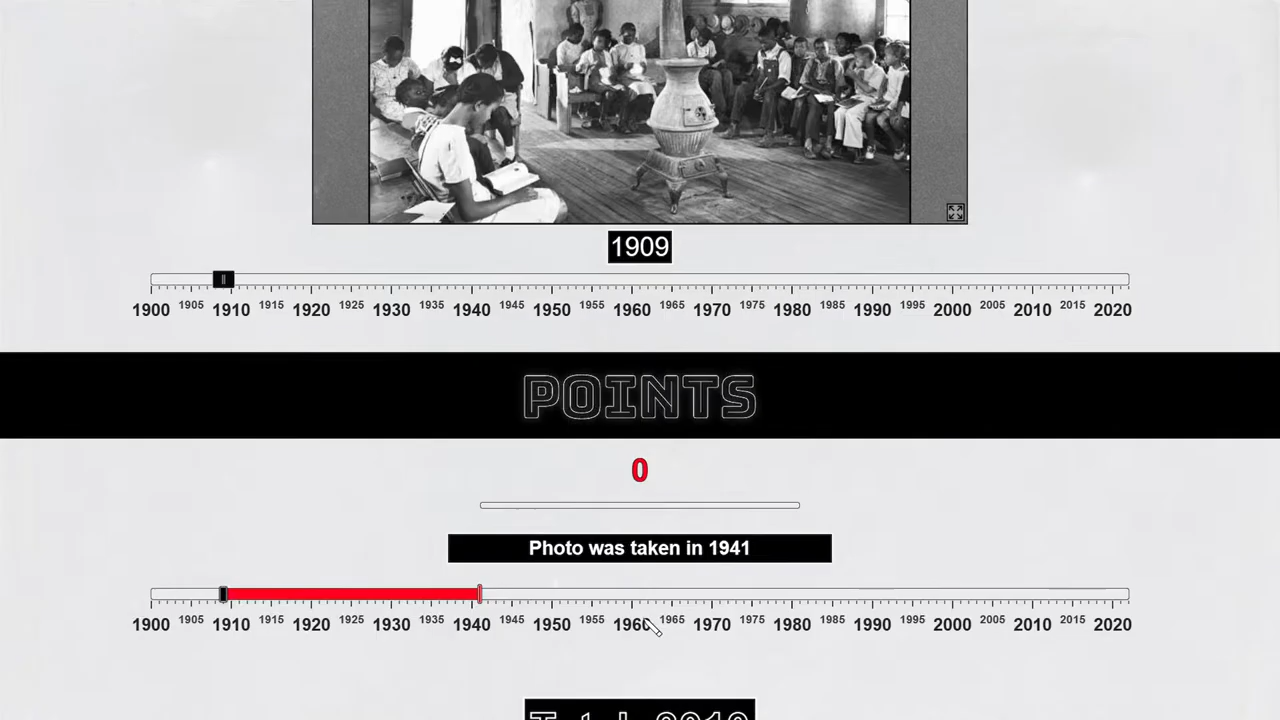 1909
1900 1905 1910 1915 1920 1925 1930 1935 1940 1945 1950 1955 1960 1965 1970 1975 1980 1985 1990 1995 2000 2005 2010 2015 2020
POINTS
0
Photo was taken in 1941
1900 1905 1910 1915 1920 1925 1930 1935 1940 1945 1950 1955 1960 1965 1970 1975 1980 1985 1990 1995 2000 2005 2010 2015 2020